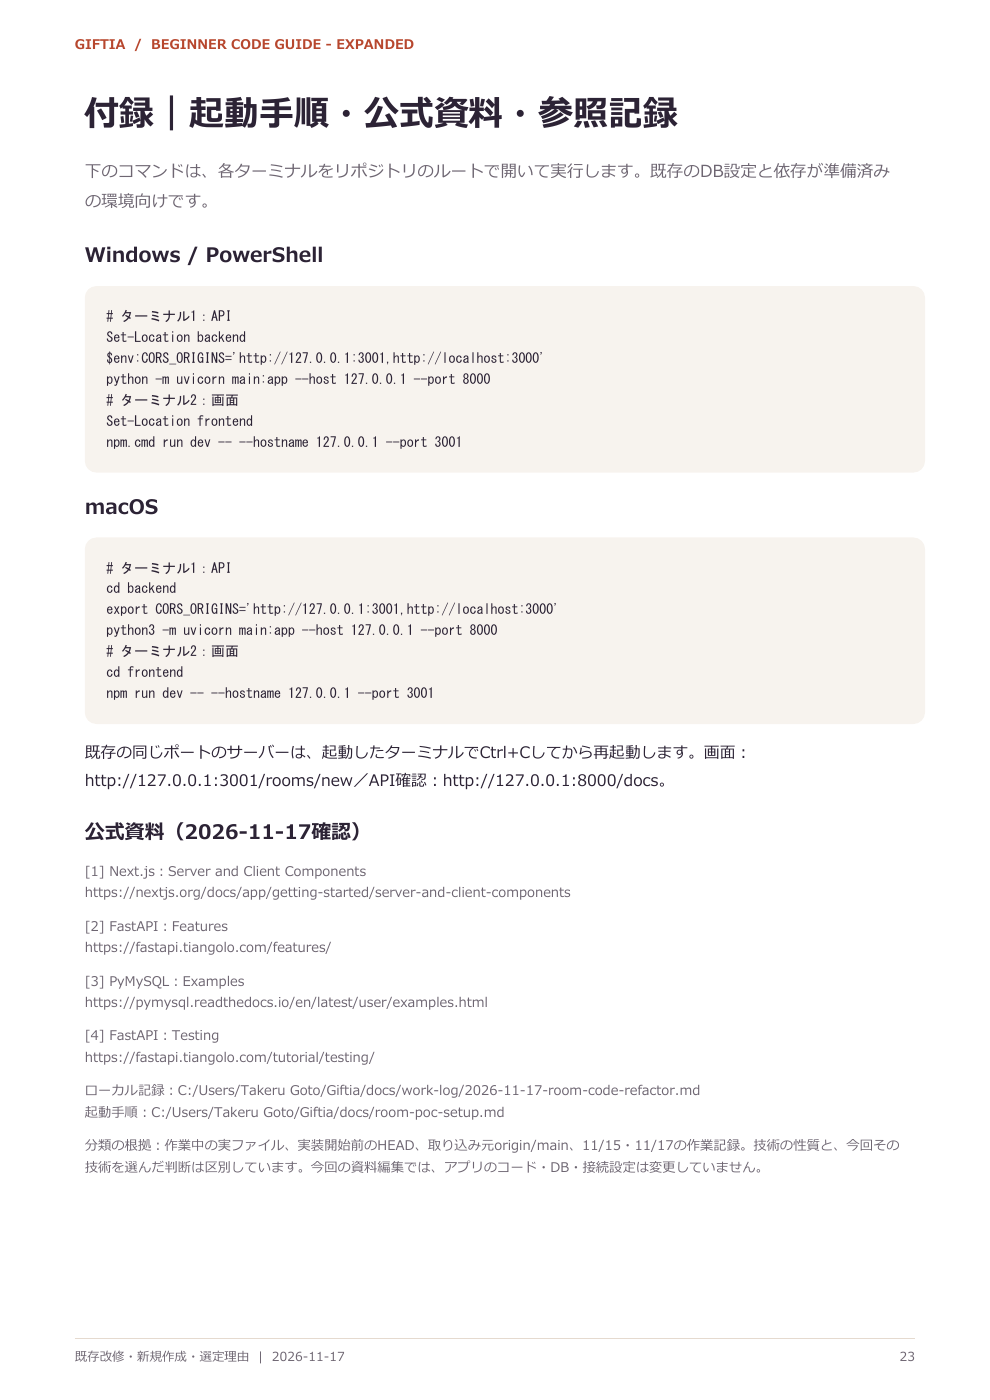 GIFTIA / BEGINNER CODE GUIDE - EXPANDED
付録｜起動手順・公式資料・参照記録
下のコマンドは、各ターミナルをリポジトリのルートで開いて実行します。既存のDB設定と依存が準備済み
の環境向けです。
Windows / PowerShell
# ターミナル1：API
Set-Location backend
$env:CORS_ORIGINS='http://127.0.0.1:3001,http://localhost:3000'
python -m uvicorn main:app --host 127.0.0.1 --port 8000
# ターミナル2：画面
Set-Location frontend
npm.cmd run dev -- --hostname 127.0.0.1 --port 3001
macOS
# ターミナル1：API
cd backend
export CORS_ORIGINS='http://127.0.0.1:3001,http://localhost:3000'
python3 -m uvicorn main:app --host 127.0.0.1 --port 8000
# ターミナル2：画面
cd frontend
npm run dev -- --hostname 127.0.0.1 --port 3001
既存の同じポートのサーバーは、起動したターミナルでCtrl+Cしてから再起動します。画面：
http://127.0.0.1:3001/rooms/new／API確認：http://127.0.0.1:8000/docs。
公式資料（2026-11-17確認）
[1] Next.js：Server and Client Components
https://nextjs.org/docs/app/getting-started/server-and-client-components
[2] FastAPI：Features
https://fastapi.tiangolo.com/features/
[3] PyMySQL：Examples
https://pymysql.readthedocs.io/en/latest/user/examples.html
[4] FastAPI：Testing
https://fastapi.tiangolo.com/tutorial/testing/
ローカル記録：C:/Users/Takeru Goto/Giftia/docs/work-log/2026-11-17-room-code-refactor.md
起動手順：C:/Users/Takeru Goto/Giftia/docs/room-poc-setup.md
分類の根拠：作業中の実ファイル、実装開始前のHEAD、取り込み元origin/main、11/15・11/17の作業記録。技術の性質と、今回その
技術を選んだ判断は区別しています。今回の資料編集では、アプリのコード・DB・接続設定は変更していません。
既存改修・新規作成・選定理由 | 2026-11-17
23